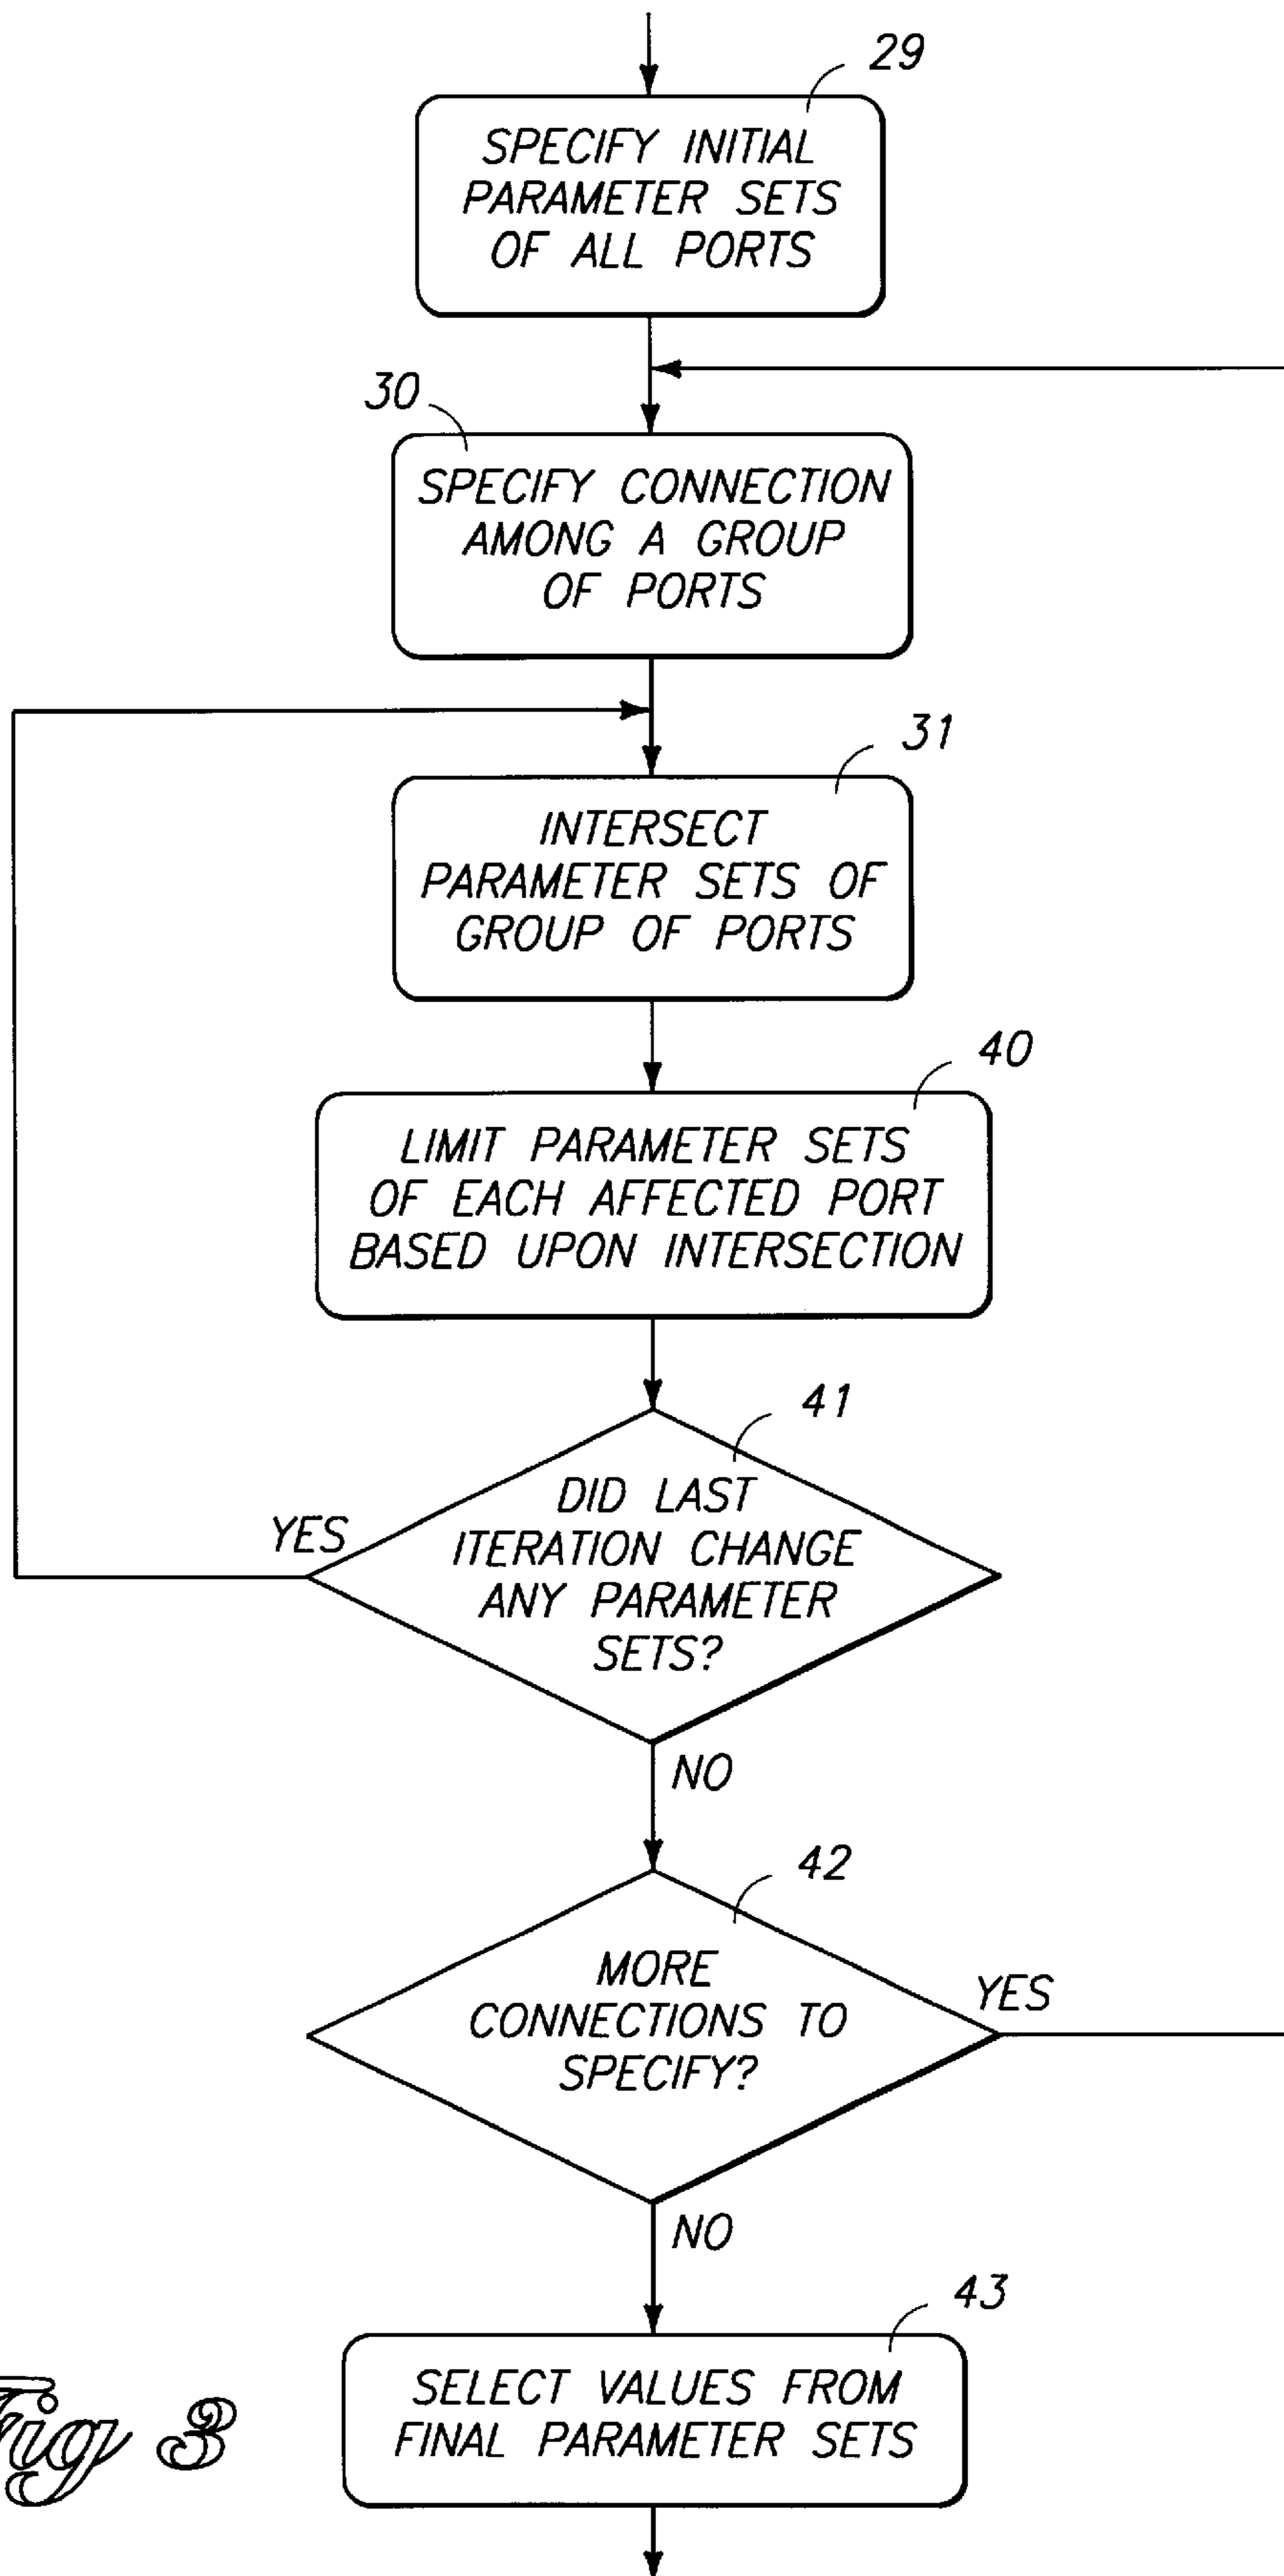 29
SPECIFY INITIAL
PARAMETER SETS
OF ALL PORTS
30
SPECIFY CONNECTION
AMONG A GROUP
OF PORTS
31
INTERSECT
PARAMETER SETS OF
GROUP OF PORTS
40
LIMIT PARAMETER SETS
OF EACH AFFECTED PORT
BASED UPON INTERSECTION
41
DID LAST
ITERATION CHANGE
ANY PARAMETER
SETS?
YES
NO
42
MORE
CONNECTIONS TO
SPECIFY?
YES
NO
43
SELECT VALUES FROM
FINAL PARAMETER SETS
Fig 3